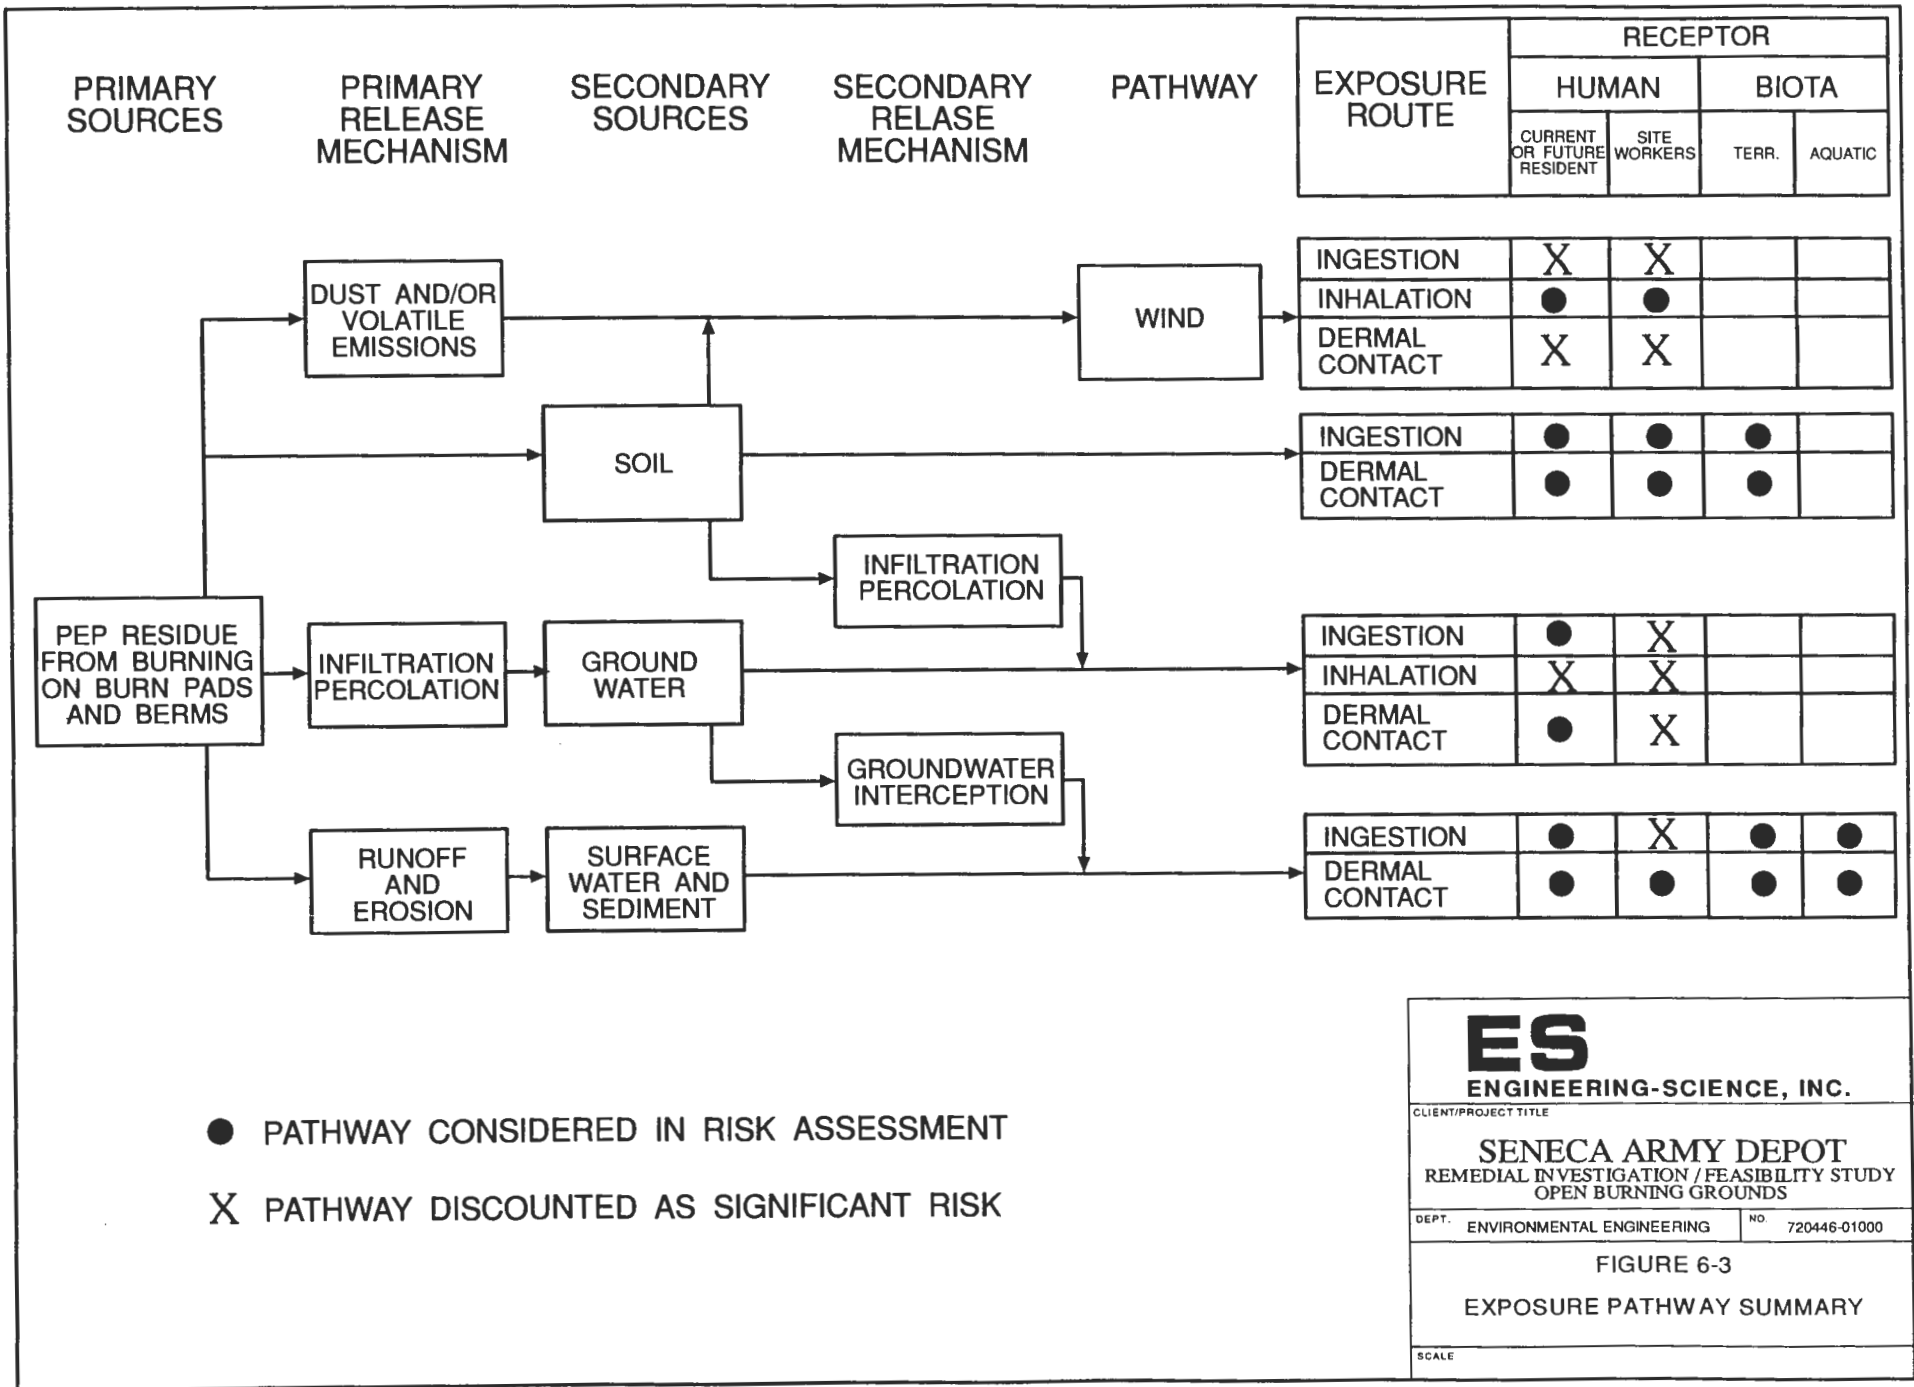 PRIMARY
SOURCES
PRIMARY
RELEASE
MECHANISM
SECONDARY
SOURCES
SECONDARY
RELASE
MECHANISM
PATHWAY
EXPOSURE
ROUTE
RECEPTOR
HUMAN
BIOTA
CURRENT
OR FUTURE
RESIDENT
SITE
WORKERS
TERR.
AQUATIC
DUST AND/OR
VOLATILE
EMISSIONS
WIND
INGESTION X X
INHALATION ● ●
DERMAL
CONTACT X X
SOIL
INGESTION ● ● ●
DERMAL
CONTACT ● ● ●
INFILTRATION
PERCOLATION
PEP RESIDUE
FROM BURNING
ON BURN PADS
AND BERMS
INFILTRATION
PERCOLATION
GROUND
WATER
INGESTION ● X
INHALATION X X
DERMAL
CONTACT ● X
GROUNDWATER
INTERCEPTION
RUNOFF
AND
EROSION
SURFACE
WATER AND
SEDIMENT
INGESTION ● X ● ●
DERMAL
CONTACT ● ● ● ●
● PATHWAY CONSIDERED IN RISK ASSESSMENT
X PATHWAY DISCOUNTED AS SIGNIFICANT RISK
ES
ENGINEERING-SCIENCE, INC.
CLIENT/PROJECT TITLE
SENECA ARMY DEPOT
REMEDIAL INVESTIGATION / FEASIBILITY STUDY
OPEN BURNING GROUNDS
DEPT. ENVIRONMENTAL ENGINEERING
NO. 720446-01000
FIGURE 6-3
EXPOSURE PATHWAY SUMMARY
SCALE